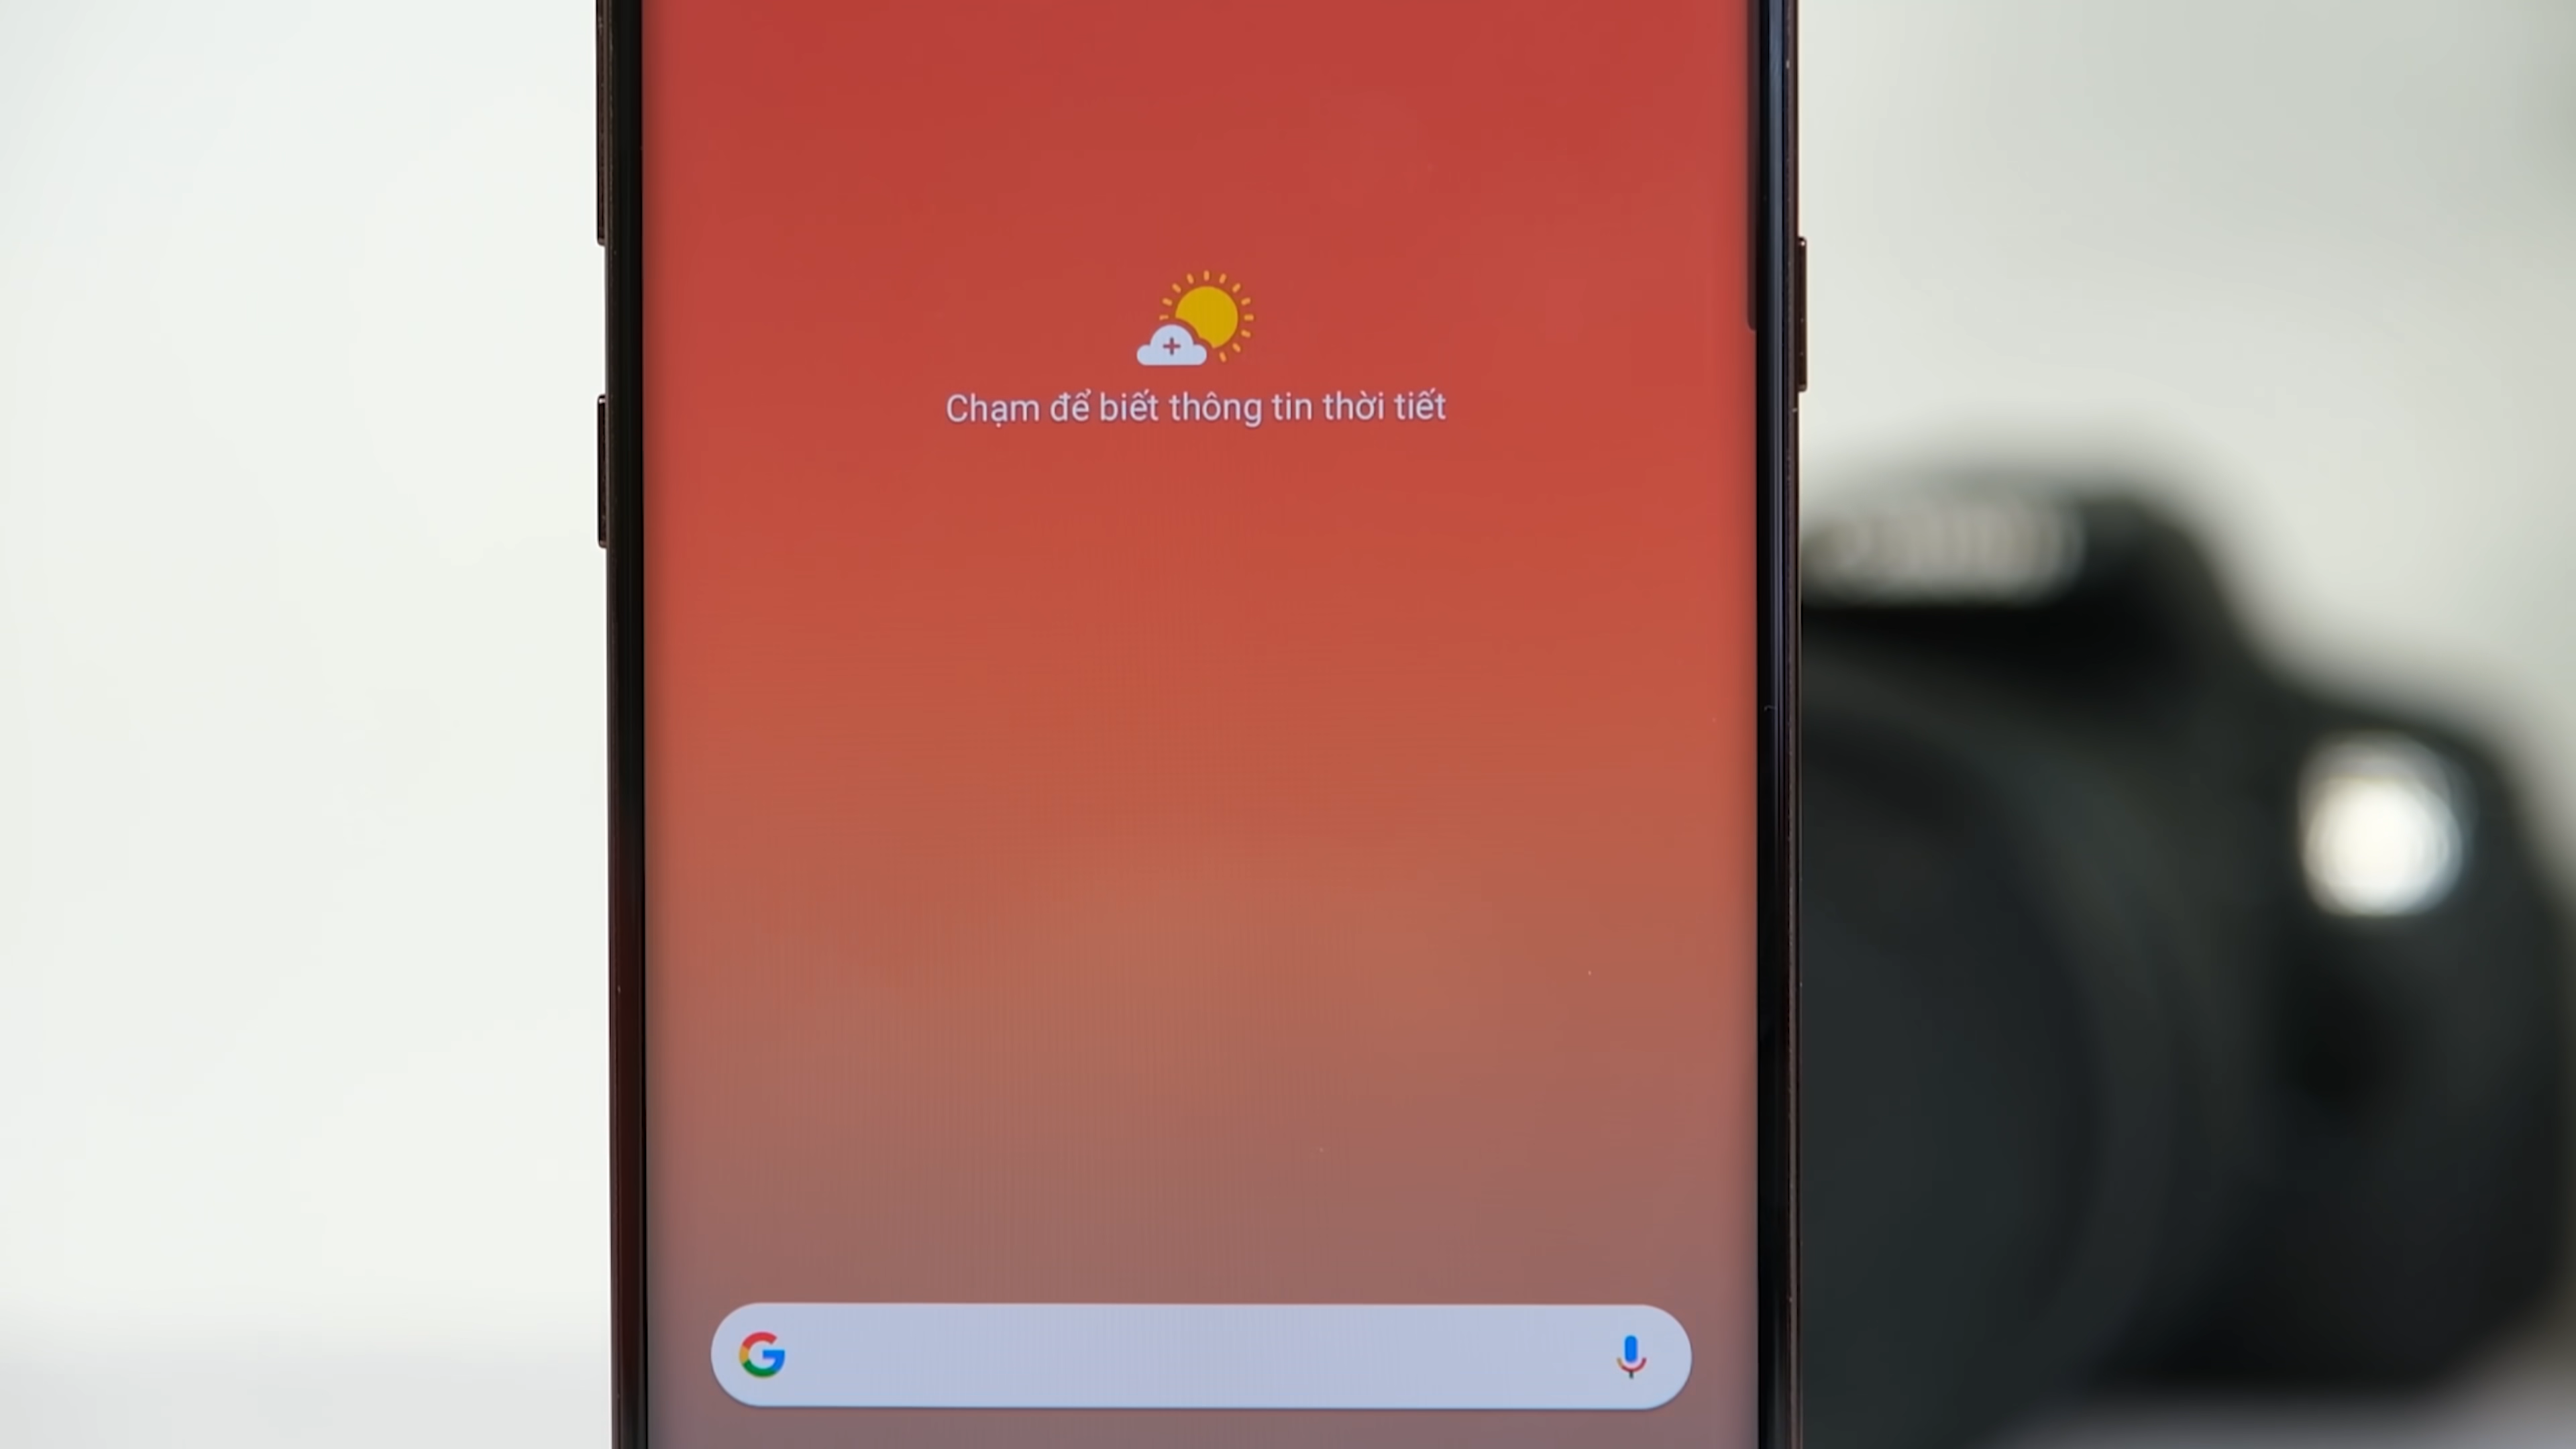 Chạm để biết thông tin thời tiết
G